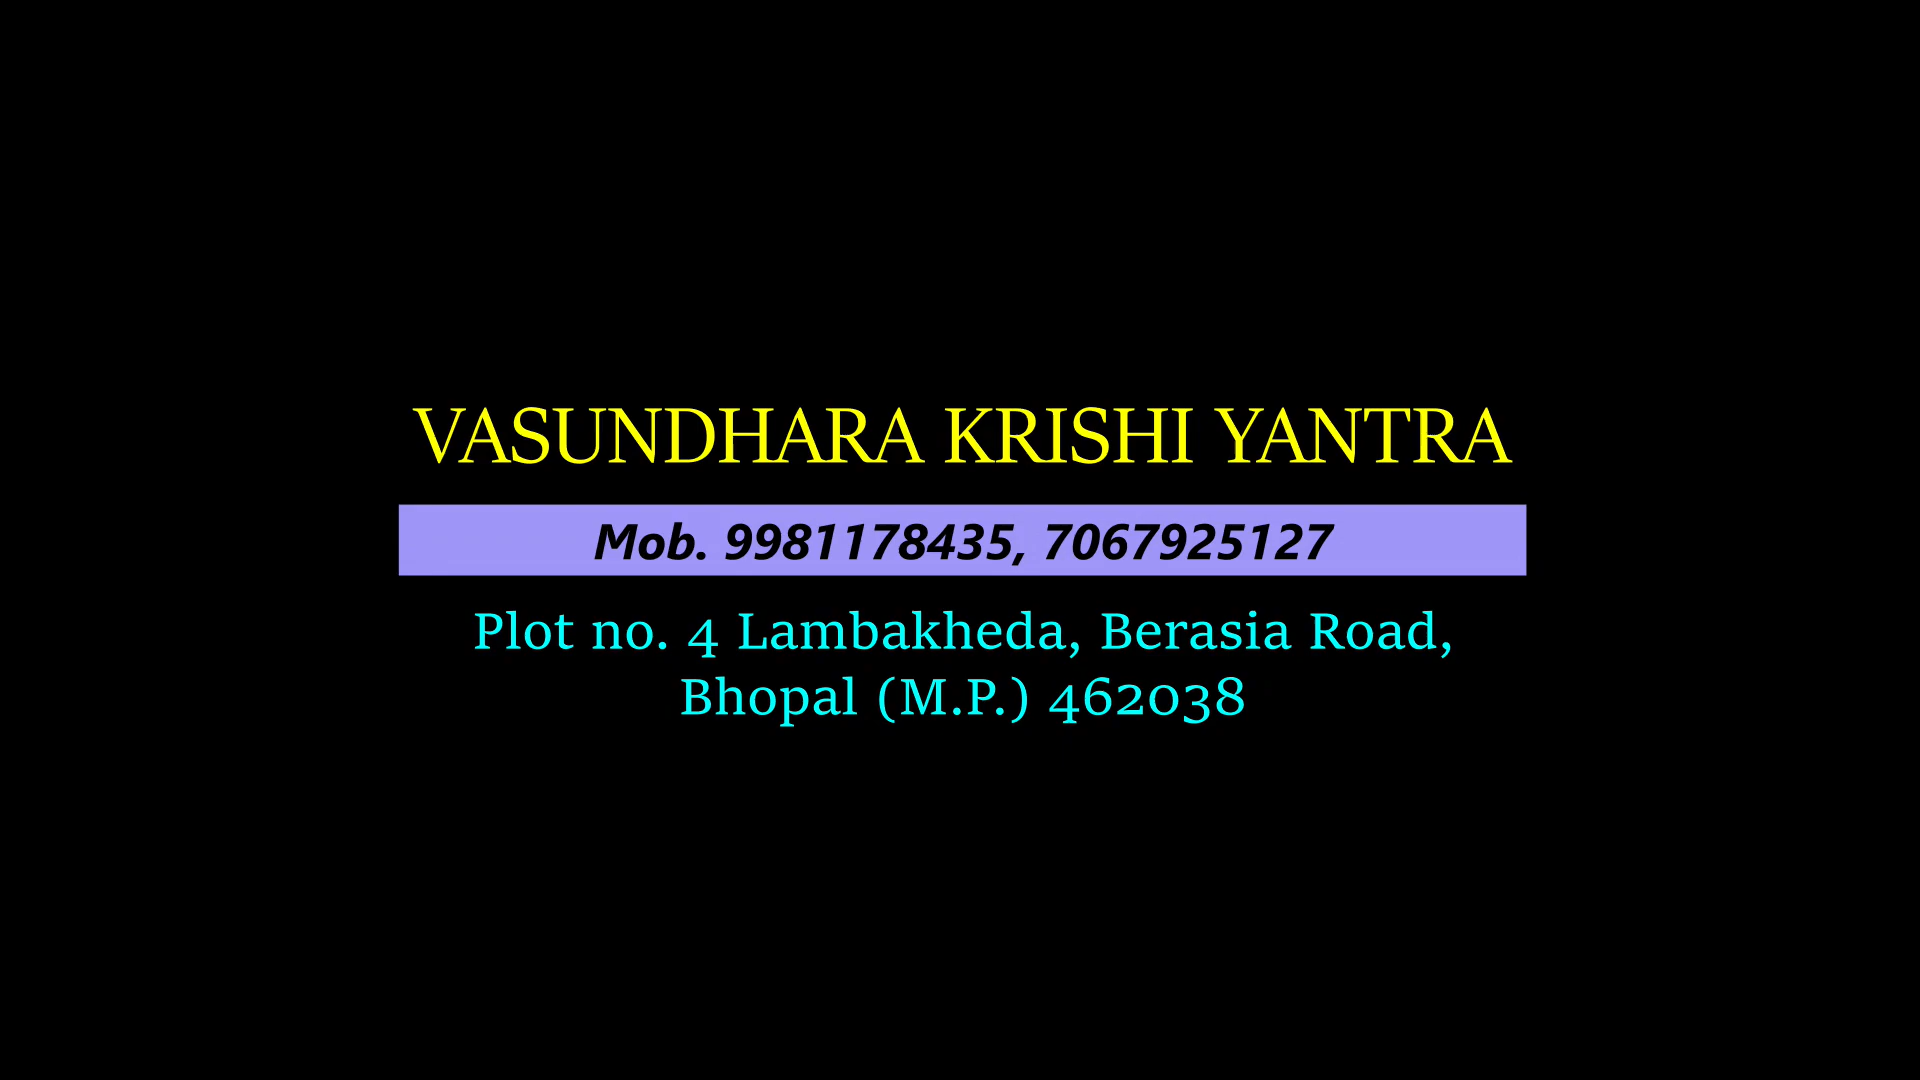 VASUNDHARA KRISHI YANTRA
Mob. 9981178435, 7067925127
Plot no. 4 Lambakheda, Berasia Road,
Bhopal (M.P.) 462038